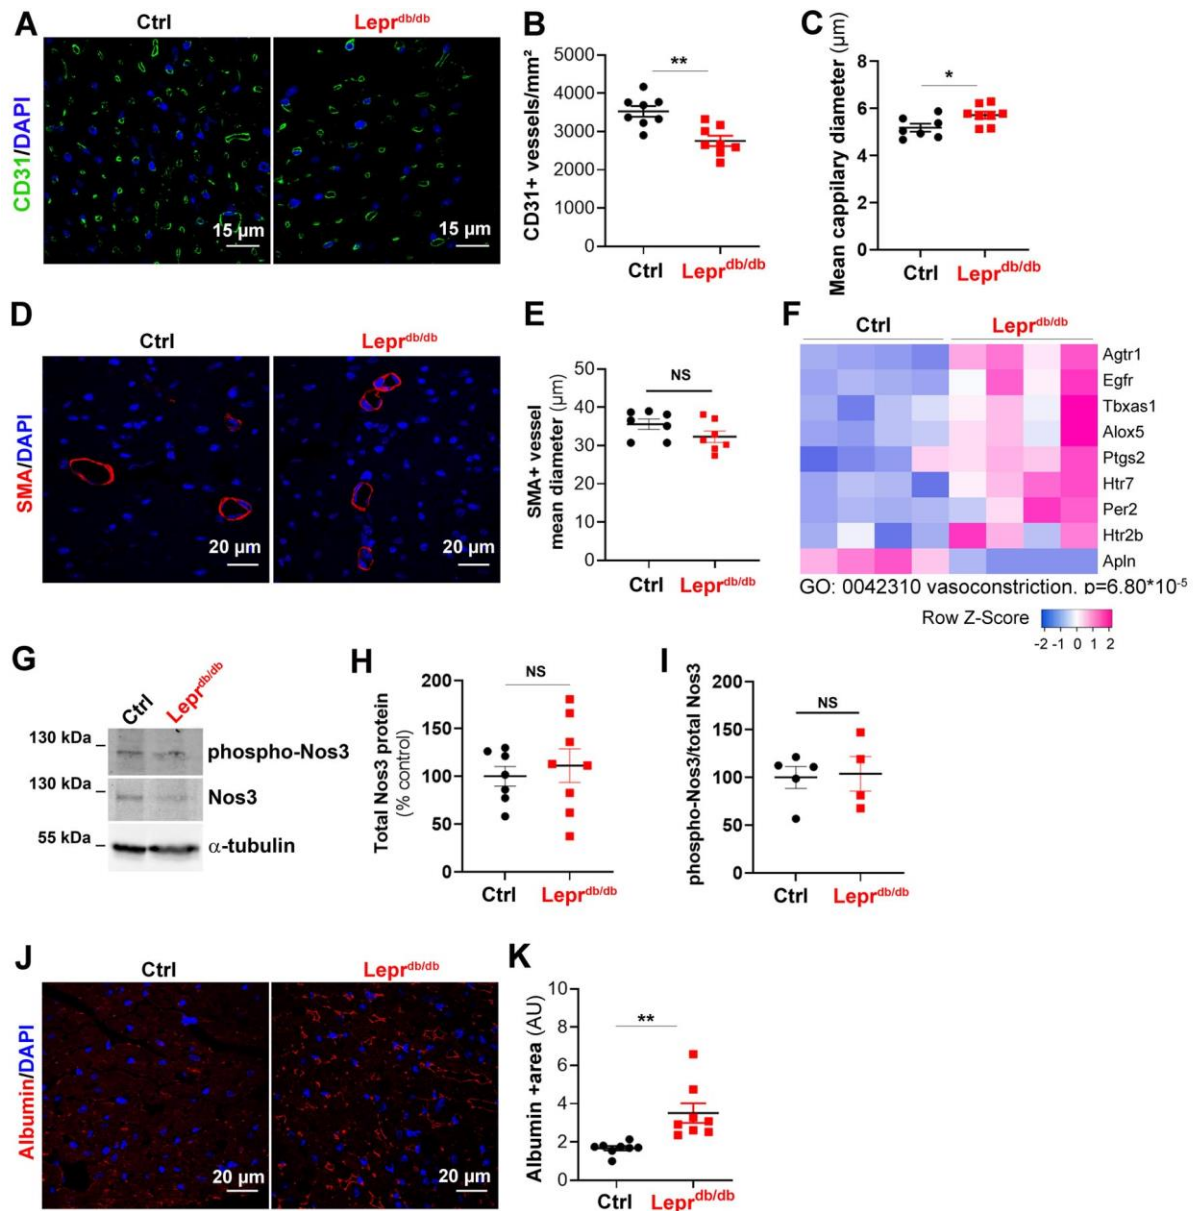 A
Ctrl
Lepr^db/db
CD31/DAPI
15 µm
15 µm
B
CD31+ vessels/mm²
5000
4000
3000
2000
1000
0
**
Ctrl
Lepr^db/db
C
Mean cappilary diameter (µm)
8
6
4
2
0
*
Ctrl
Lepr^db/db
D
Ctrl
Lepr^db/db
SMA/DAPI
20 µm
20 µm
E
SMA+ vessel
mean diameter (µm)
50
40
30
20
10
0
NS
Ctrl
Lepr^db/db
F
Ctrl
Lepr^db/db
Agtr1
Egfr
Tbxas1
Alox5
Ptgs2
Htr7
Per2
Htr2b
Apln
GO: 0042310 vasoconstriction. p=6.80*10^-5
Row Z-Score
-2 -1 0 1 2
G
Ctrl
Lepr^db/db
130 kDa
phospho-Nos3
130 kDa
Nos3
55 kDa
α-tubulin
H
Total Nos3 protein
(% control)
200
150
100
50
0
NS
Ctrl
Lepr^db/db
I
phospho-Nos3/total Nos3
200
150
100
50
0
NS
Ctrl
Lepr^db/db
J
Ctrl
Lepr^db/db
Albumin/DAPI
20 µm
20 µm
K
Albumin +area (AU)
10
8
6
4
2
0
**
Ctrl
Lepr^db/db